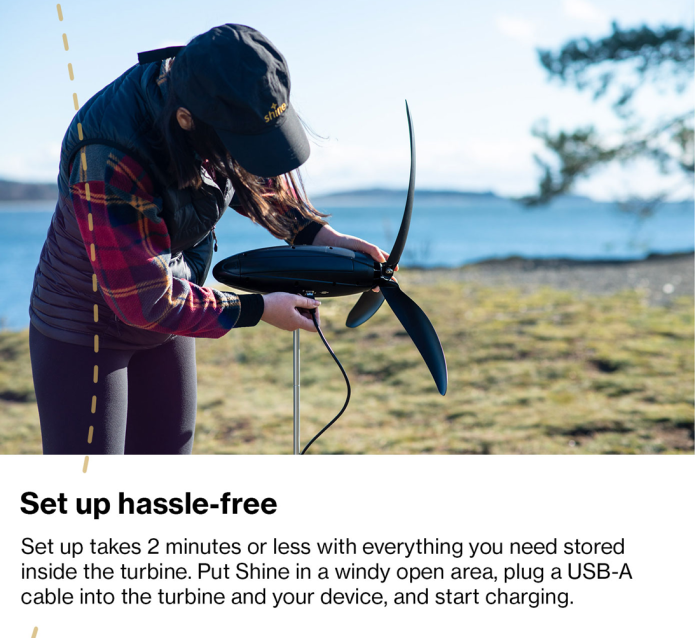 shine
Set up hassle-free
Set up takes 2 minutes or less with everything you need stored
inside the turbine. Put Shine in a windy open area, plug a USB-A
cable into the turbine and your device, and start charging.